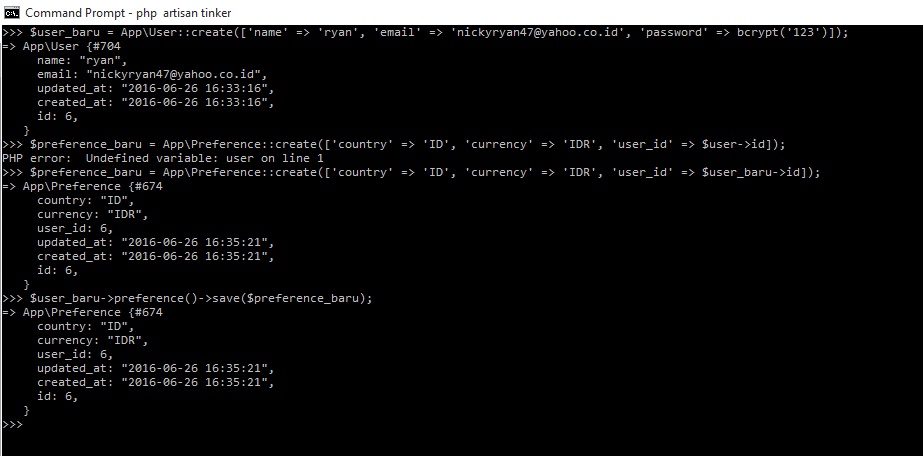 Command Prompt - php  artisan tinker
>>> $user_baru = App\User::create(['name' => 'ryan', 'email' => 'nickyryan47@yahoo.co.id', 'password' => bcrypt('123')]);
=> App\User {#704
     name: "ryan",
     email: "nickyryan47@yahoo.co.id",
     updated_at: "2016-06-26 16:33:16",
     created_at: "2016-06-26 16:33:16",
     id: 6,
   }
>>> $preference_baru = App\Preference::create(['country' => 'ID', 'currency' => 'IDR', 'user_id' => $user->id]);
PHP error:  Undefined variable: user on line 1
>>> $preference_baru = App\Preference::create(['country' => 'ID', 'currency' => 'IDR', 'user_id' => $user_baru->id]);
=> App\Preference {#674
     country: "ID",
     currency: "IDR",
     user_id: 6,
     updated_at: "2016-06-26 16:35:21",
     created_at: "2016-06-26 16:35:21",
     id: 6,
   }
>>> $user_baru->preference()->save($preference_baru);
=> App\Preference {#674
     country: "ID",
     currency: "IDR",
     user_id: 6,
     updated_at: "2016-06-26 16:35:21",
     created_at: "2016-06-26 16:35:21",
     id: 6,
   }
>>>